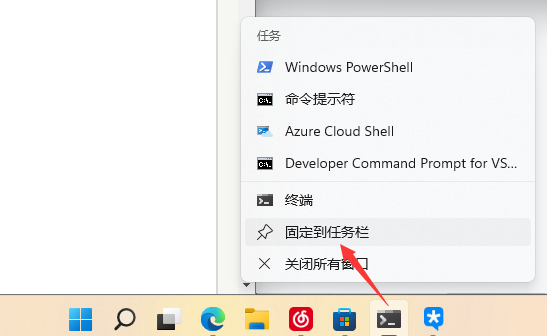 任务
Windows PowerShell
命令提示符
Azure Cloud Shell
Developer Command Prompt for VS...
终端
固定到任务栏
关闭所有窗口